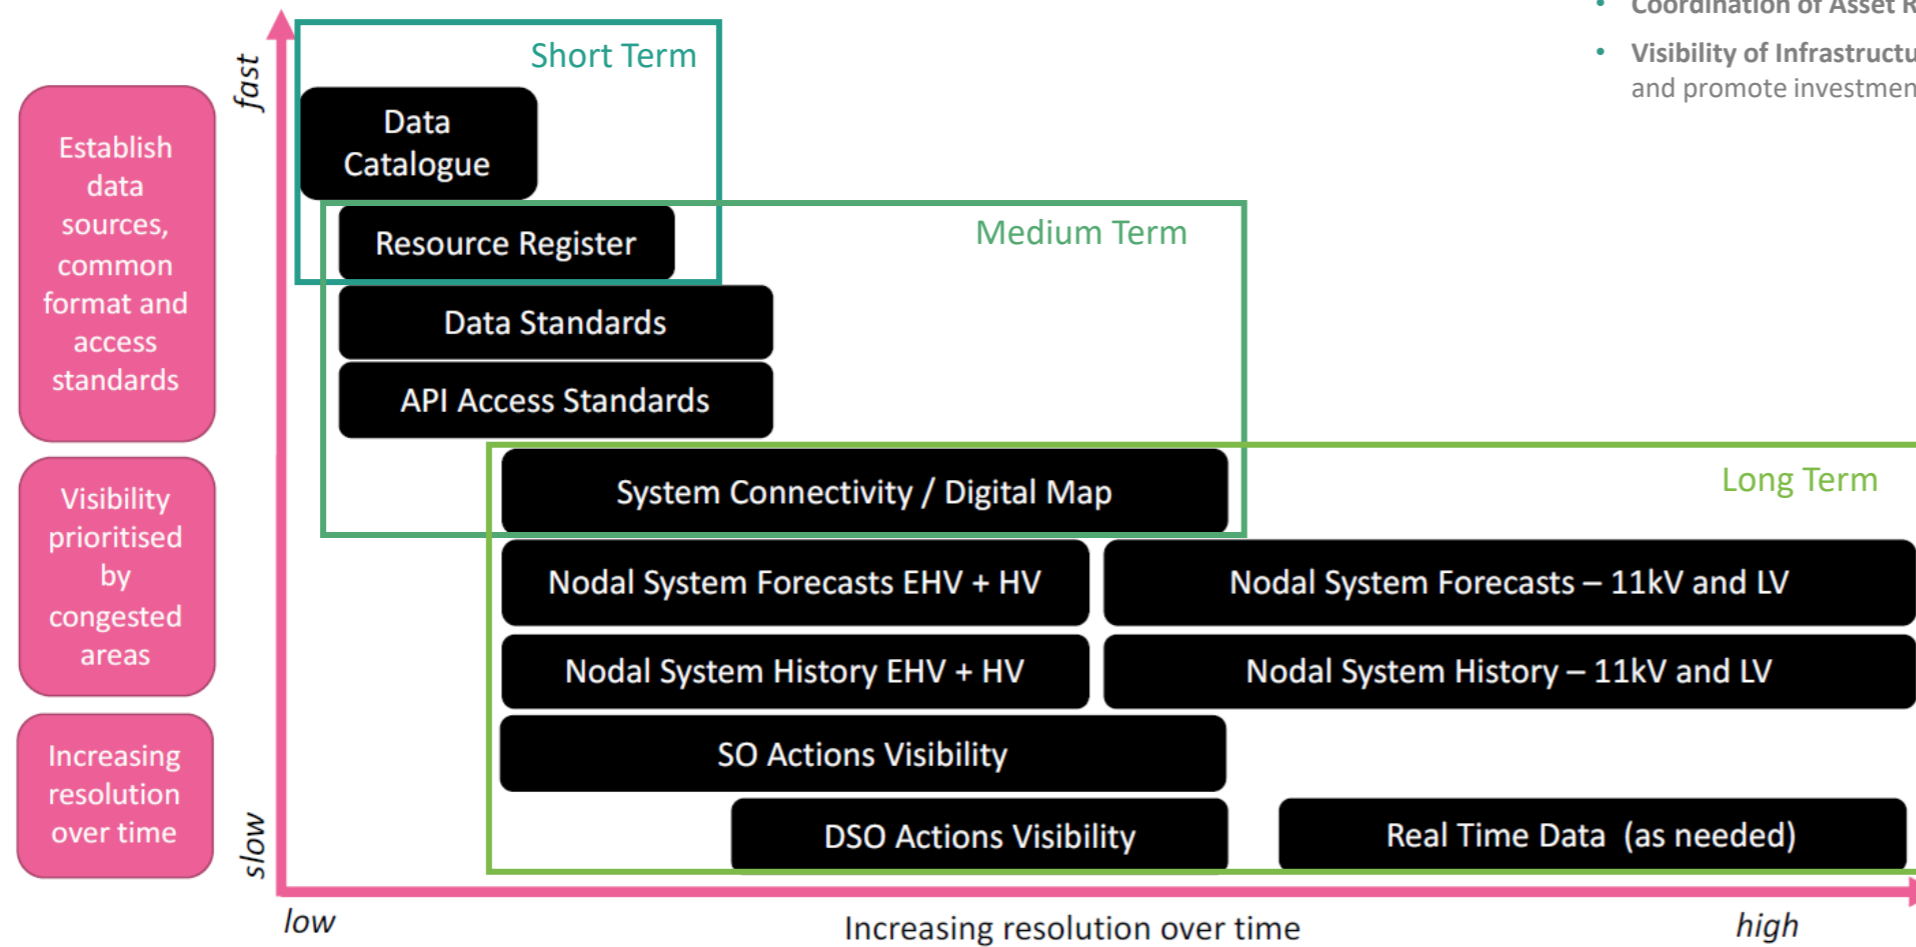 • Coordination of Asset R
• Visibility of Infrastructu
and promote investmen
fast
Short Term
Data
Catalogue
Resource Register
Medium Term
Data Standards
API Access Standards
System Connectivity / Digital Map
Long Term
Nodal System Forecasts EHV + HV
Nodal System Forecasts – 11kV and LV
Nodal System History EHV + HV
Nodal System History – 11kV and LV
SO Actions Visibility
DSO Actions Visibility
Real Time Data (as needed)
Establish
data
sources,
common
format and
access
standards
Visibility
prioritised
by
congested
areas
Increasing
resolution
over time
slow
low
Increasing resolution over time
high